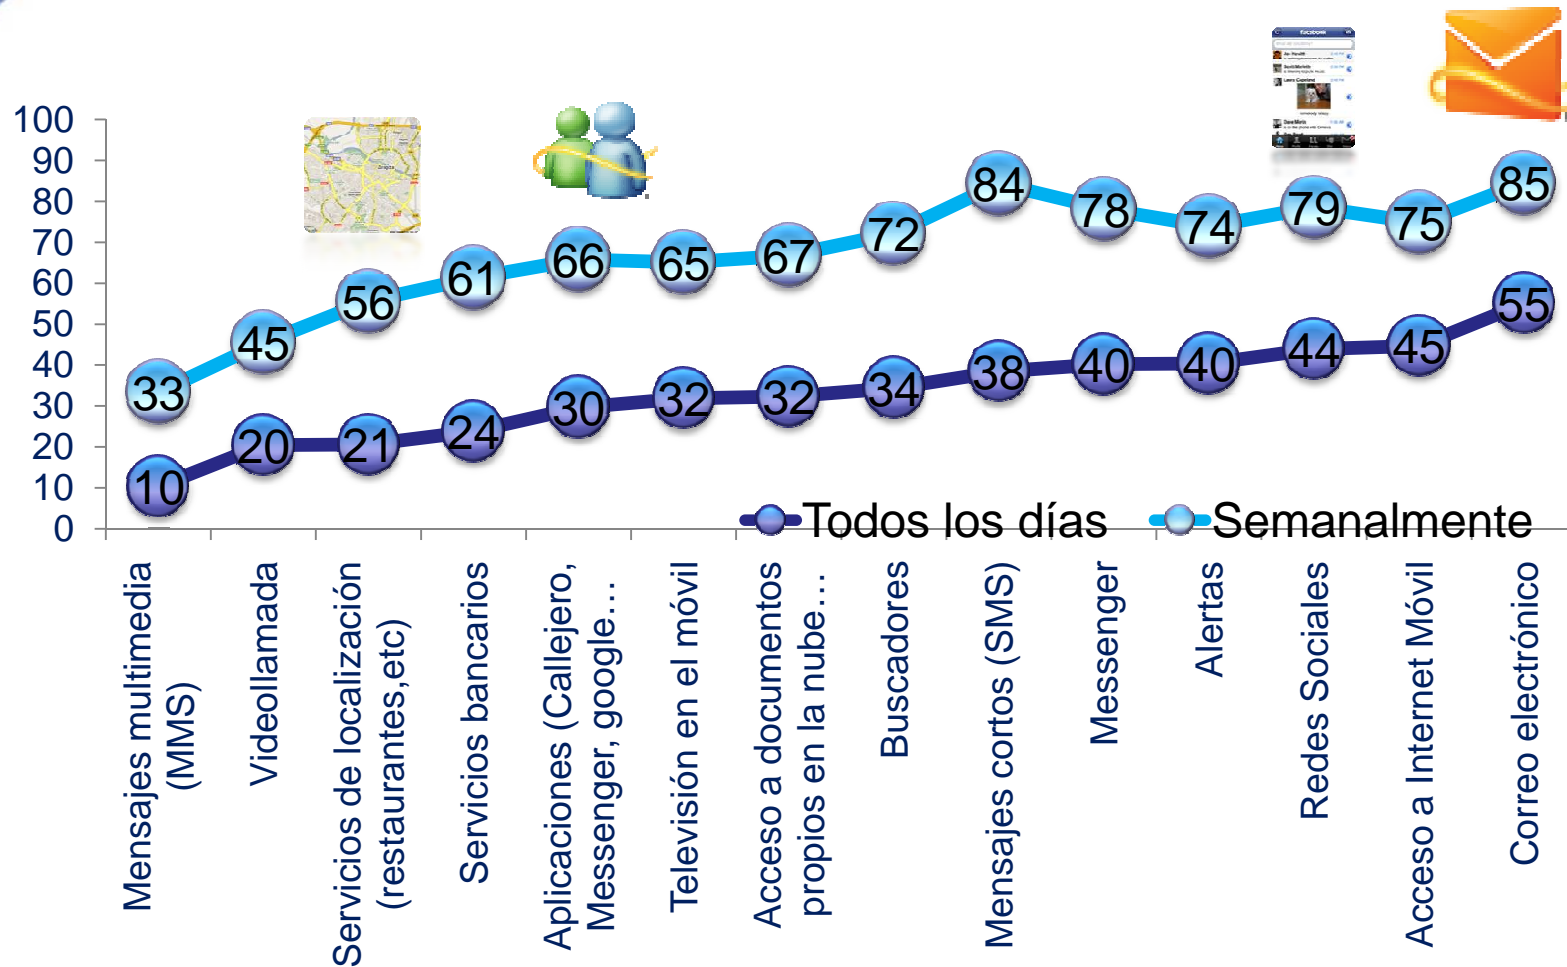 100
90
80
70
60
50
40
30
20
10
0
33
45
56
61
66
65
67
72
84
78
74
79
75
85
10
20
21
24
30
32
32
34
38
40
40
44
45
55
Todos los días
Semanalmente
Mensajes multimedia
(MMS)
Videollamada
Servicios de localización
(restaurantes,etc)
Servicios bancarios
Aplicaciones (Callejero,
Messenger, google…
Televisión en el móvil
Acceso a documentos
propios en la nube…
Buscadores
Mensajes cortos (SMS)
Messenger
Alertas
Redes Sociales
Acceso a Internet Móvil
Correo electrónico
facebook